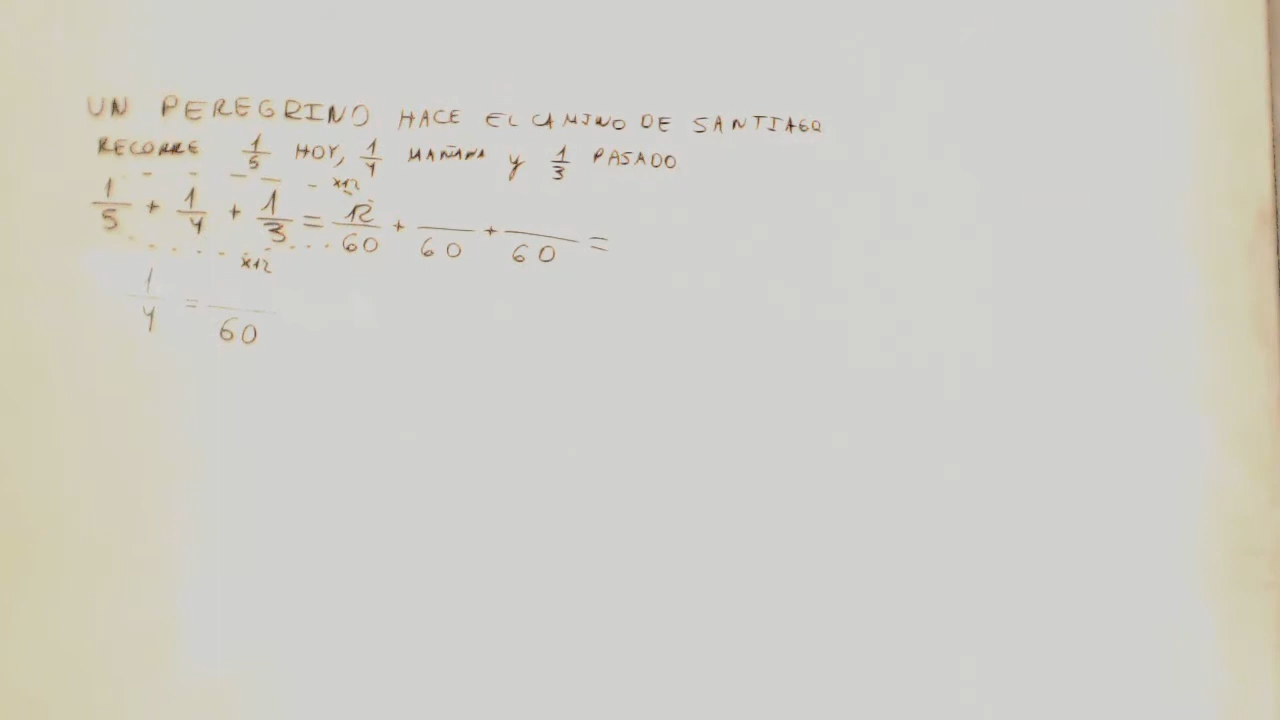 UN PEREGRINO HACE EL CAMINO DE SANTIAGO
RECORRE 1/5 HOY, 1/4 MAÑANA Y 1/3 PASADO
x12
1/5 + 1/4 + 1/3 = 12/60 + /60 + /60 =
x12
1/4 = /60